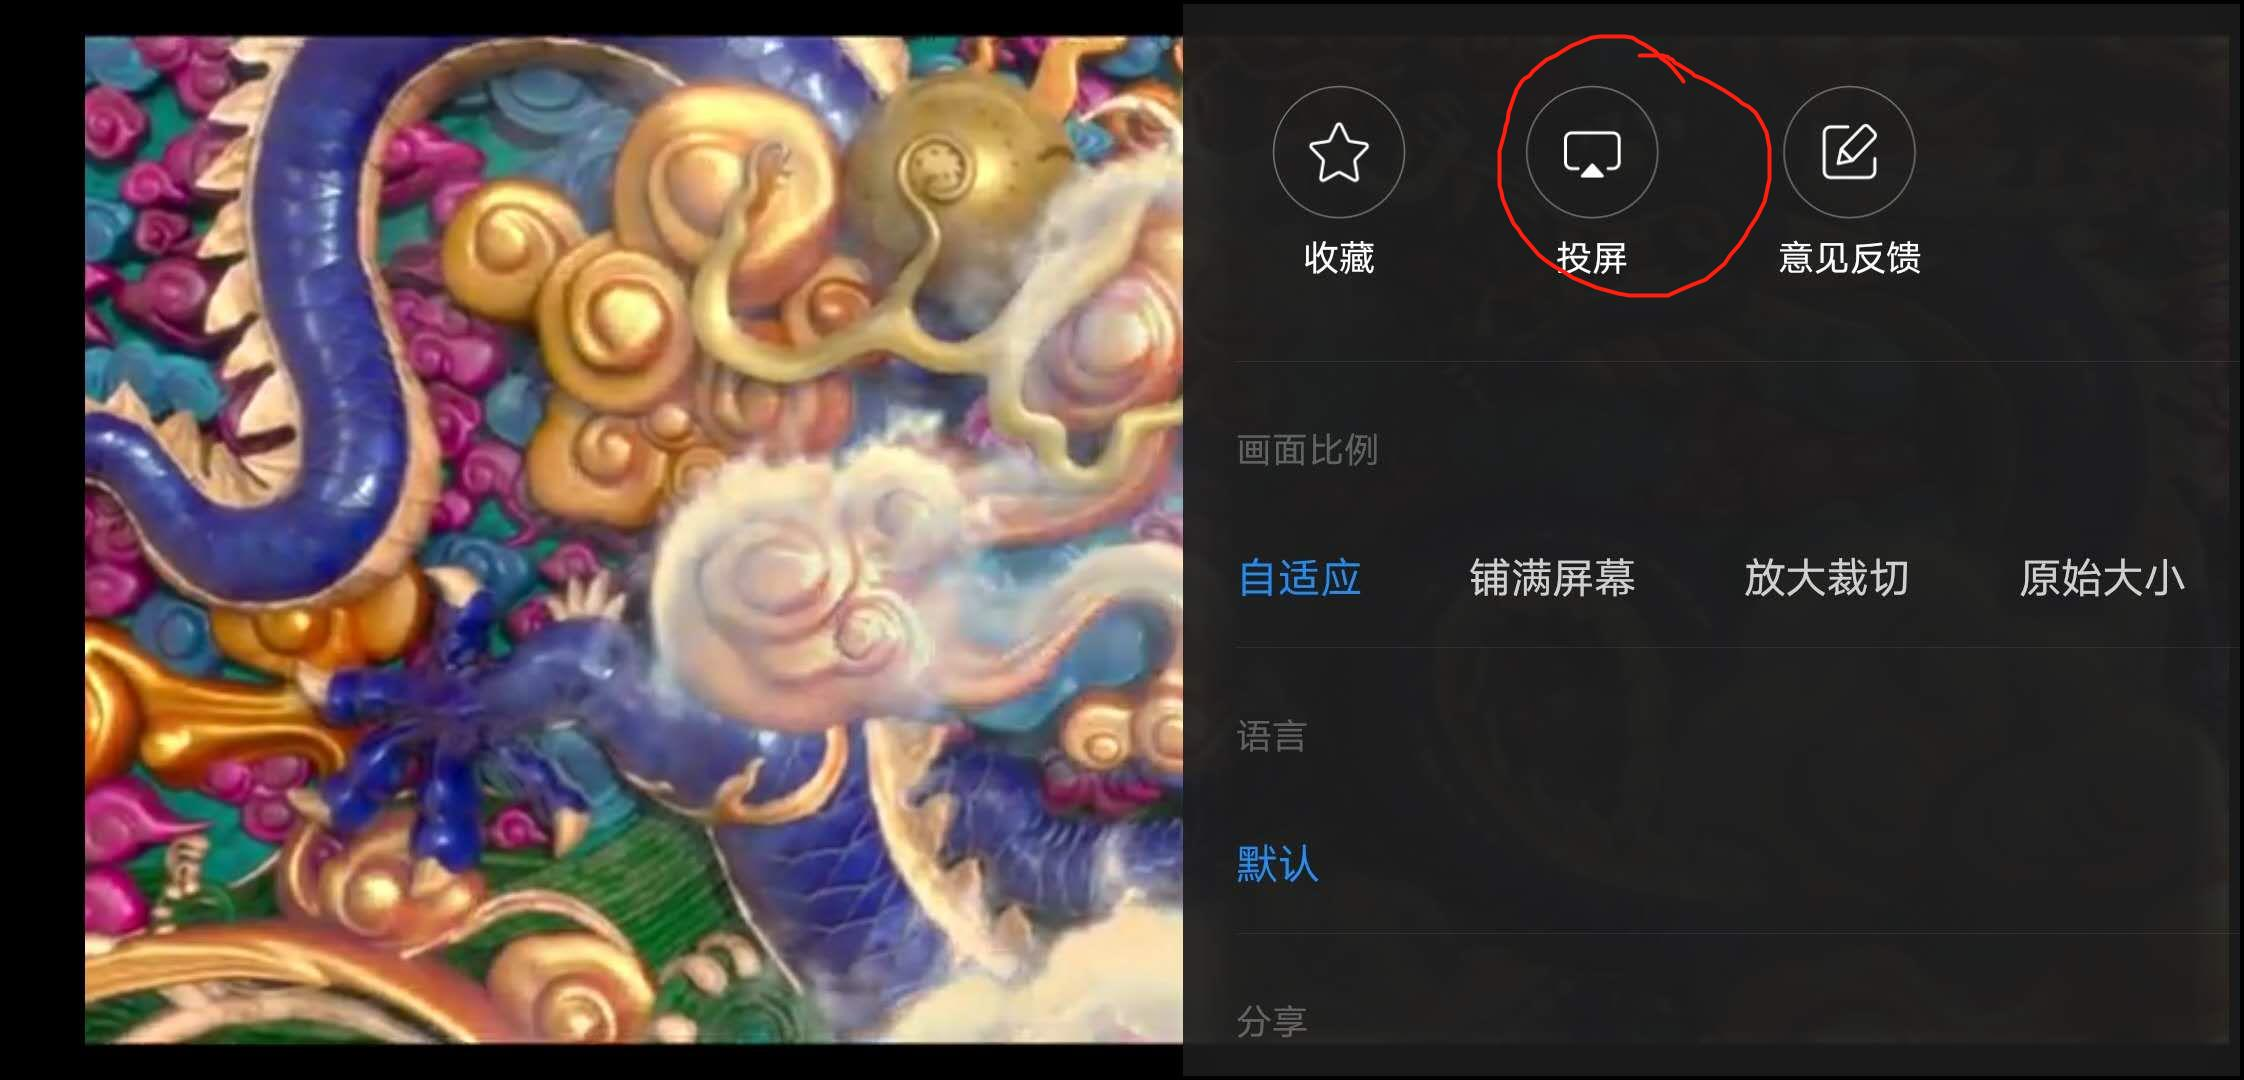 收藏 投屏 意见反馈
画面比例
自适应 铺满屏幕 放大裁切 原始大小
语言
默认
分享